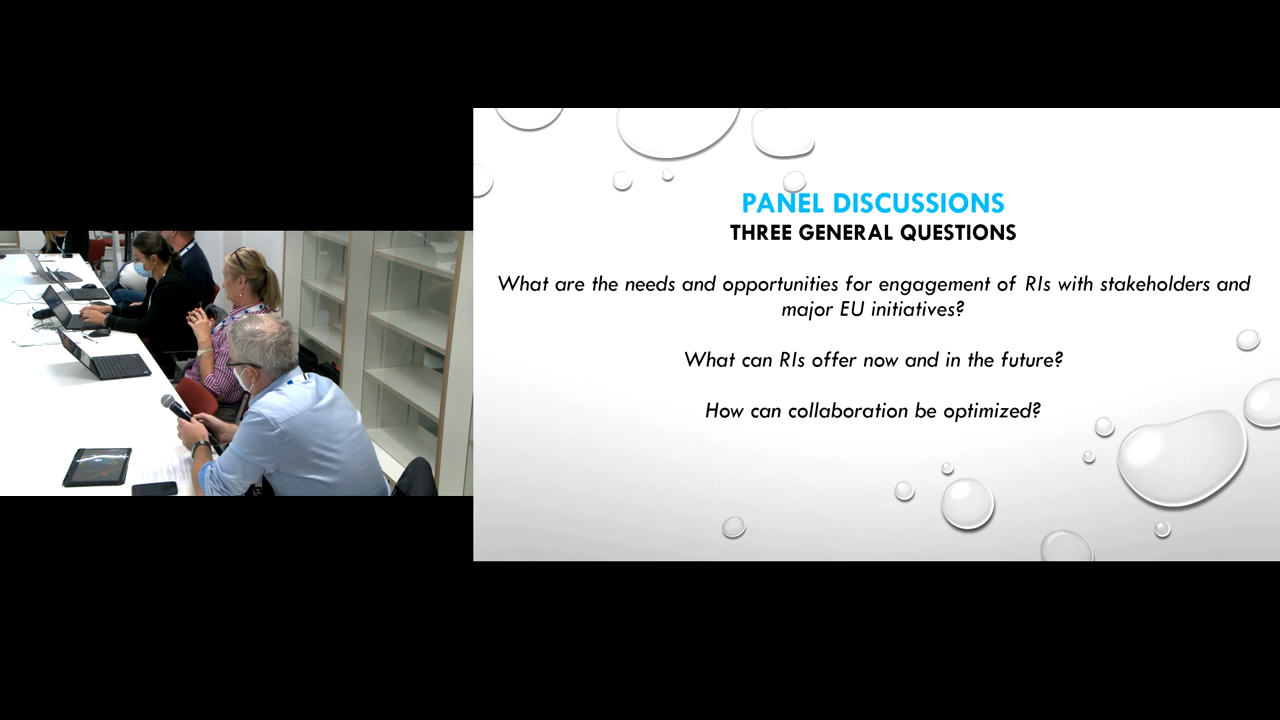 PANEL DISCUSSIONS
THREE GENERAL QUESTIONS
What are the needs and opportunities for engagement of RIs with stakeholders and
major EU initiatives?
What can RIs offer now and in the future?
How can collaboration be optimized?